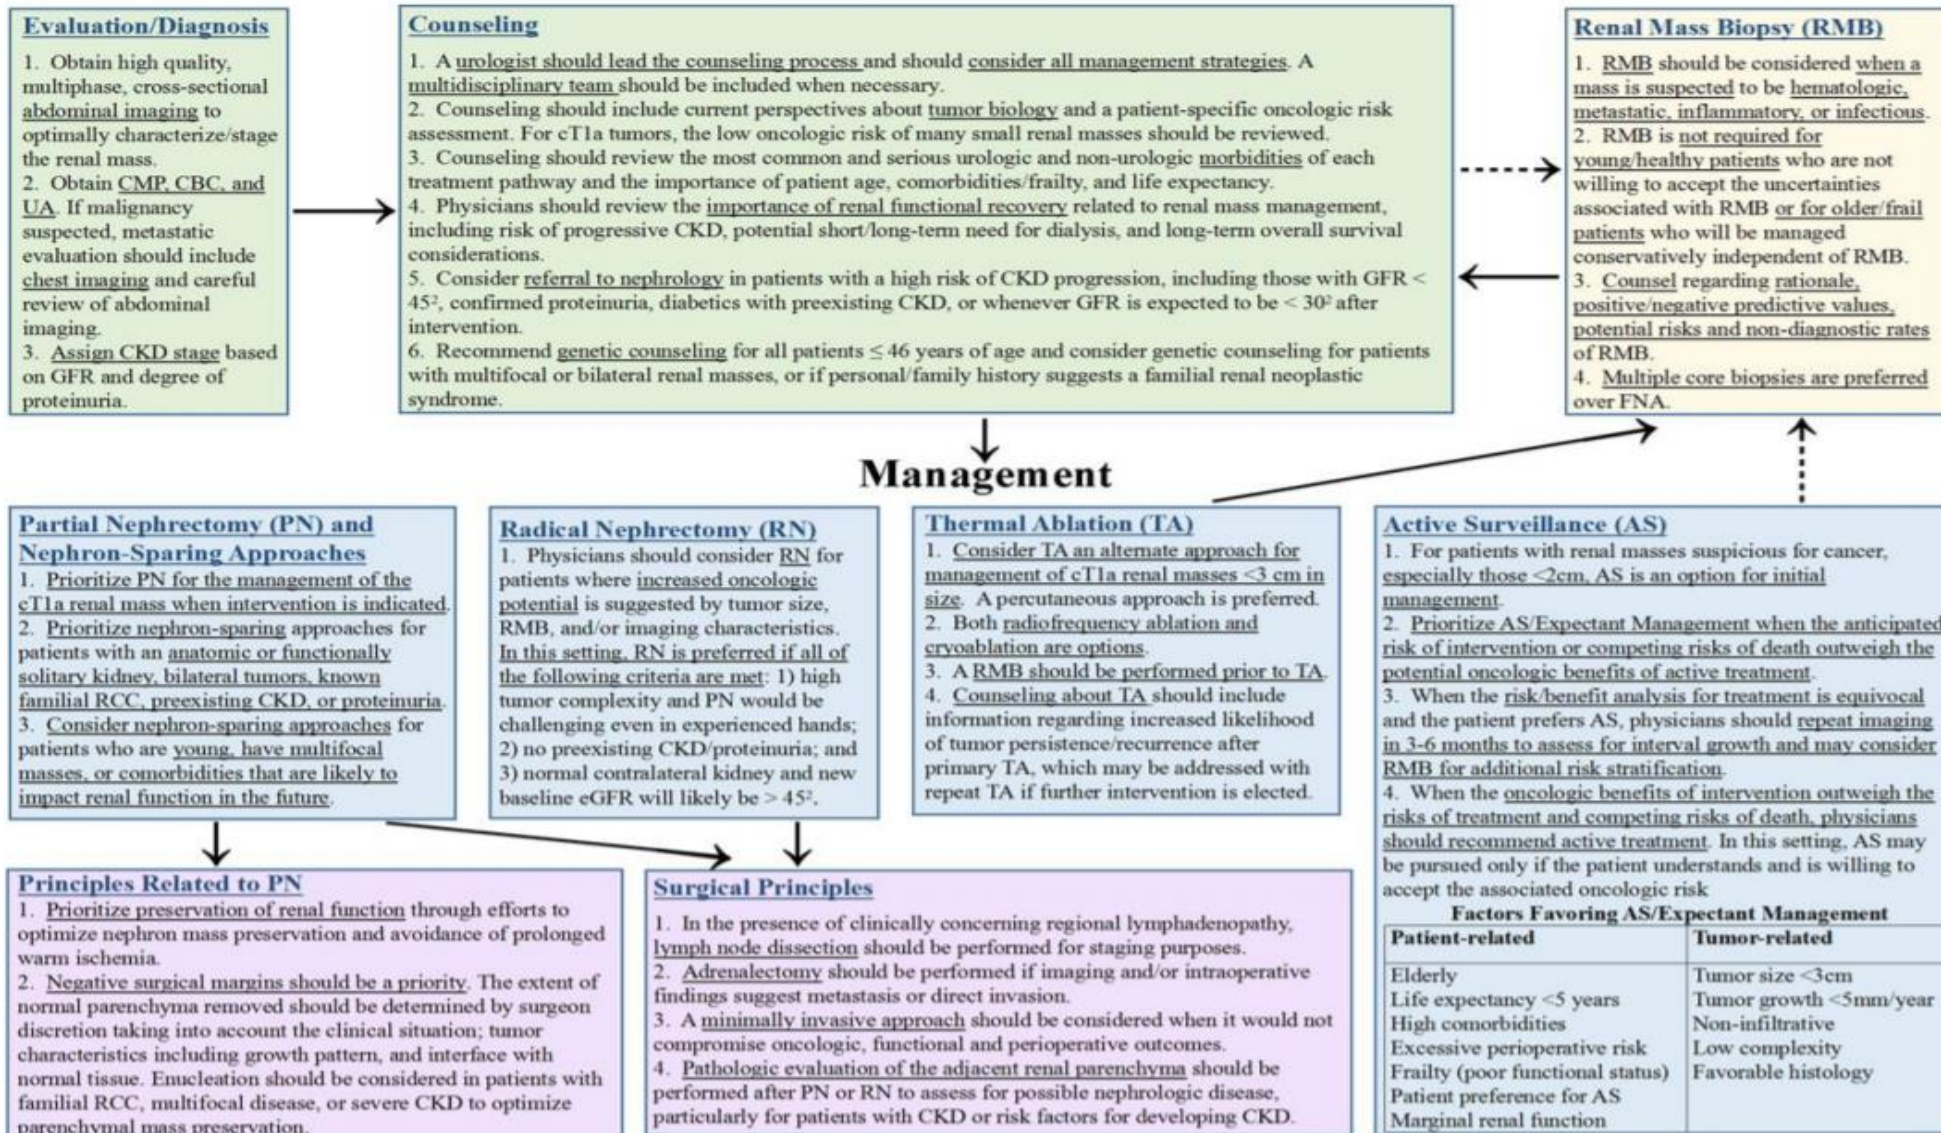 Evaluation/Diagnosis
1. Obtain high quality,
multiphase, cross-sectional
abdominal imaging to
optimally characterize/stage
the renal mass.
2. Obtain CMP, CBC, and
UA. If malignancy
suspected, metastatic
evaluation should include
chest imaging and careful
review of abdominal
imaging.
3. Assign CKD stage based
on GFR and degree of
proteinuria.
Counseling
1. A urologist should lead the counseling process and should consider all management strategies. A
multidisciplinary team should be included when necessary.
2. Counseling should include current perspectives about tumor biology and a patient-specific oncologic risk
assessment. For cT1a tumors, the low oncologic risk of many small renal masses should be reviewed.
3. Counseling should review the most common and serious urologic and non-urologic morbidities of each
treatment pathway and the importance of patient age, comorbidities/frailty, and life expectancy.
4. Physicians should review the importance of renal functional recovery related to renal mass management,
including risk of progressive CKD, potential short/long-term need for dialysis, and long-term overall survival
considerations.
5. Consider referral to nephrology in patients with a high risk of CKD progression, including those with GFR <
45², confirmed proteinuria, diabetics with preexisting CKD, or whenever GFR is expected to be < 30² after
intervention.
6. Recommend genetic counseling for all patients ≤ 46 years of age and consider genetic counseling for patients
with multifocal or bilateral renal masses, or if personal/family history suggests a familial renal neoplastic
syndrome.
Renal Mass Biopsy (RMB)
1. RMB should be considered when a
mass is suspected to be hematologic,
metastatic, inflammatory, or infectious.
2. RMB is not required for
young/healthy patients who are not
willing to accept the uncertainties
associated with RMB or for older/frail
patients who will be managed
conservatively independent of RMB.
3. Counsel regarding rationale,
positive/negative predictive values,
potential risks and non-diagnostic rates
of RMB.
4. Multiple core biopsies are preferred
over FNA.
Management
Partial Nephrectomy (PN) and
Nephron-Sparing Approaches
1. Prioritize PN for the management of the
cT1a renal mass when intervention is indicated.
2. Prioritize nephron-sparing approaches for
patients with an anatomic or functionally
solitary kidney, bilateral tumors, known
familial RCC, preexisting CKD, or proteinuria.
3. Consider nephron-sparing approaches for
patients who are young, have multifocal
masses, or comorbidities that are likely to
impact renal function in the future.
Radical Nephrectomy (RN)
1. Physicians should consider RN for
patients where increased oncologic
potential is suggested by tumor size,
RMB, and/or imaging characteristics.
In this setting, RN is preferred if all of
the following criteria are met: 1) high
tumor complexity and PN would be
challenging even in experienced hands;
2) no preexisting CKD/proteinuria; and
3) normal contralateral kidney and new
baseline eGFR will likely be > 45².
Thermal Ablation (TA)
1. Consider TA an alternate approach for
management of cT1a renal masses <3 cm in
size. A percutaneous approach is preferred.
2. Both radiofrequency ablation and
cryoablation are options.
3. A RMB should be performed prior to TA.
4. Counseling about TA should include
information regarding increased likelihood
of tumor persistence/recurrence after
primary TA, which may be addressed with
repeat TA if further intervention is elected.
Active Surveillance (AS)
1. For patients with renal masses suspicious for cancer,
especially those <2cm, AS is an option for initial
management.
2. Prioritize AS/Expectant Management when the anticipated
risk of intervention or competing risks of death outweigh the
potential oncologic benefits of active treatment.
3. When the risk/benefit analysis for treatment is equivocal
and the patient prefers AS, physicians should repeat imaging
in 3-6 months to assess for interval growth and may consider
RMB for additional risk stratification.
4. When the oncologic benefits of intervention outweigh the
risks of treatment and competing risks of death, physicians
should recommend active treatment. In this setting, AS may
be pursued only if the patient understands and is willing to
accept the associated oncologic risk
Factors Favoring AS/Expectant Management
Patient-related Tumor-related
Elderly Tumor size <3cm
Life expectancy <5 years Tumor growth <5mm/year
High comorbidities Non-infiltrative
Excessive perioperative risk Low complexity
Frailty (poor functional status) Favorable histology
Patient preference for AS
Marginal renal function
Principles Related to PN
1. Prioritize preservation of renal function through efforts to
optimize nephron mass preservation and avoidance of prolonged
warm ischemia.
2. Negative surgical margins should be a priority. The extent of
normal parenchyma removed should be determined by surgeon
discretion taking into account the clinical situation; tumor
characteristics including growth pattern, and interface with
normal tissue. Enucleation should be considered in patients with
familial RCC, multifocal disease, or severe CKD to optimize
parenchymal mass preservation.
Surgical Principles
1. In the presence of clinically concerning regional lymphadenopathy,
lymph node dissection should be performed for staging purposes.
2. Adrenalectomy should be performed if imaging and/or intraoperative
findings suggest metastasis or direct invasion.
3. A minimally invasive approach should be considered when it would not
compromise oncologic, functional and perioperative outcomes.
4. Pathologic evaluation of the adjacent renal parenchyma should be
performed after PN or RN to assess for possible nephrologic disease,
particularly for patients with CKD or risk factors for developing CKD.